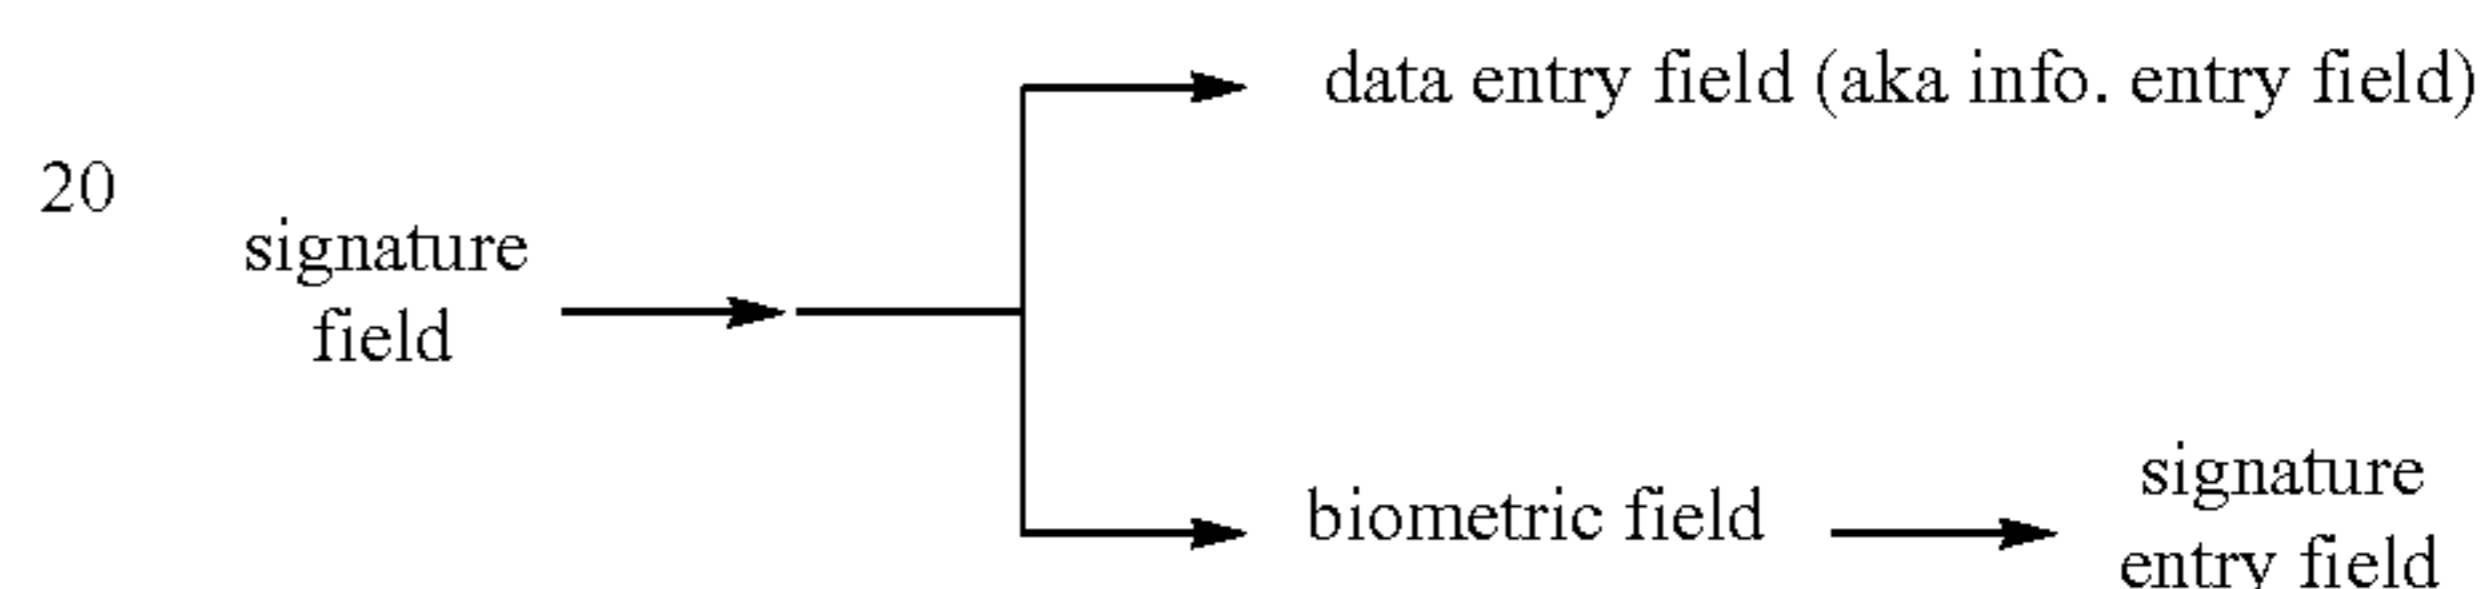 data entry field (aka info. entry field)
20
signature
field
biometric field
signature
entry field